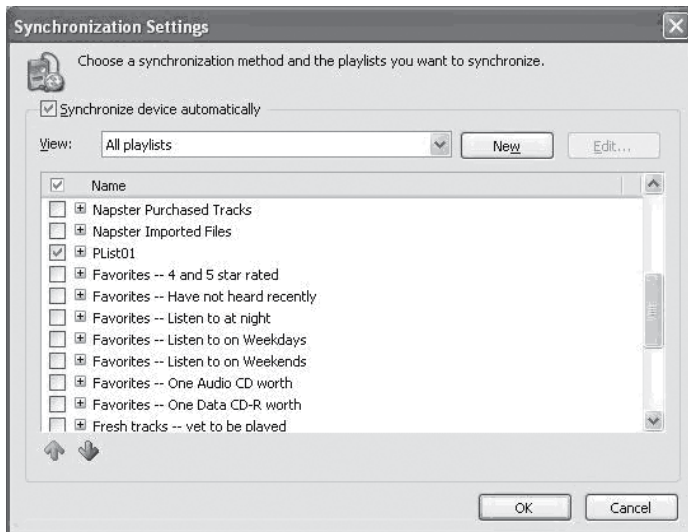 Synchronization Settings
Choose a synchronization method and the playlists you want to synchronize.
Synchronize device automatically
View: All playlists New Edit...
Name
Napster Purchased Tracks
Napster Imported Files
PList01
Favorites -- 4 and 5 star rated
Favorites -- Have not heard recently
Favorites -- Listen to at night
Favorites -- Listen to on Weekdays
Favorites -- Listen to on Weekends
Favorites -- One Audio CD worth
Favorites -- One Data CD-R worth
Fresh tracks -- yet to be played
OK Cancel